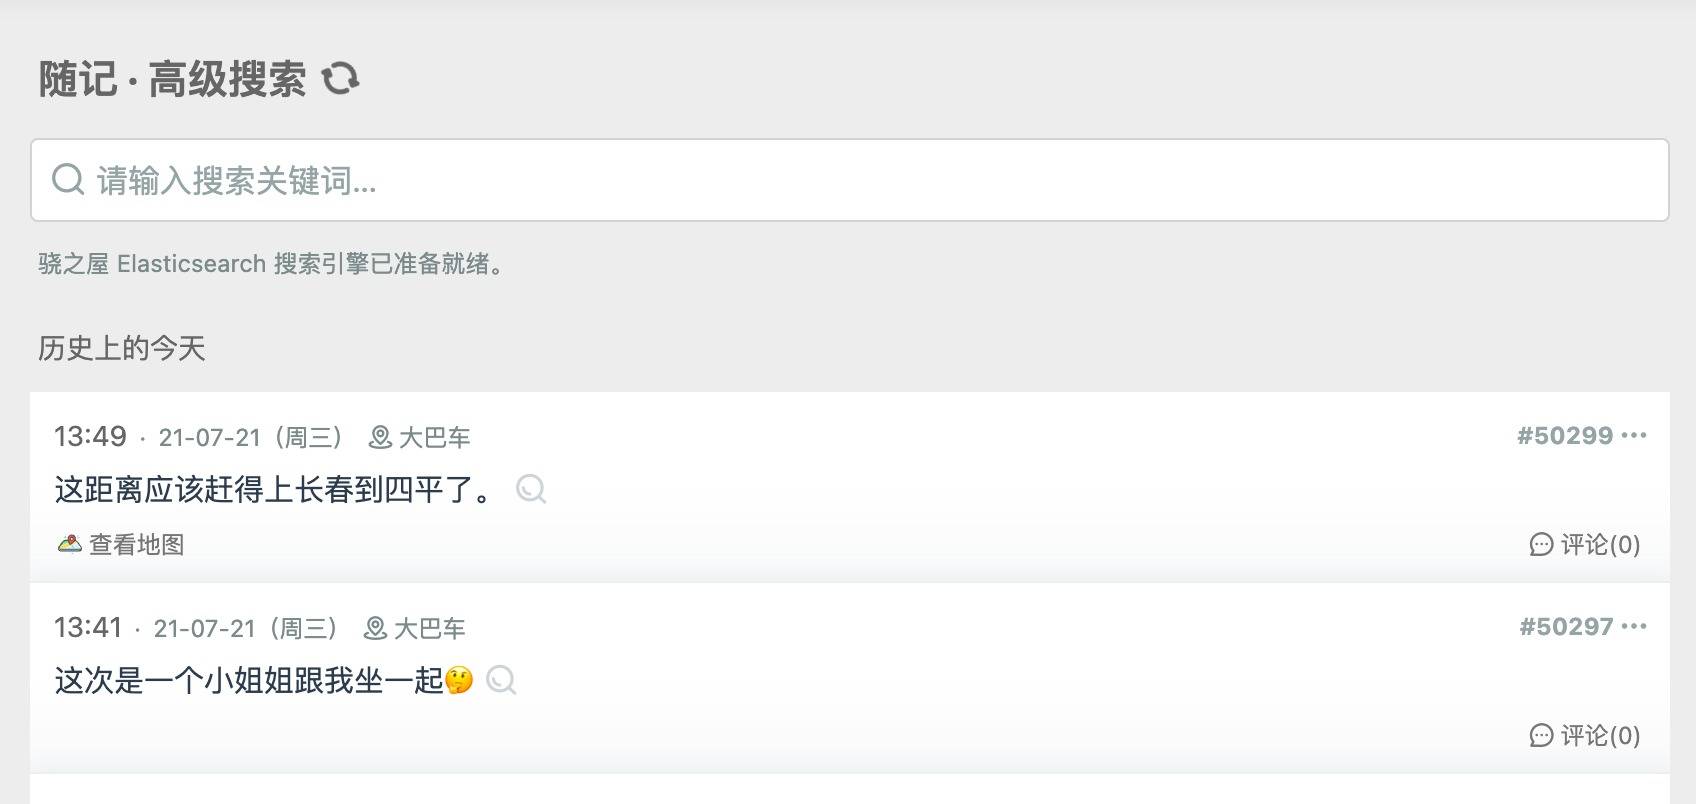 随记 · 高级搜索
请输入搜索关键词...
骁之屋 Elasticsearch 搜索引擎已准备就绪。
历史上的今天
13:49 · 21-07-21（周三） 大巴车 #50299 ···
这距离应该赶得上长春到四平了。
查看地图 评论(0)
13:41 · 21-07-21（周三） 大巴车 #50297 ···
这次是一个小姐姐跟我坐一起🤔
评论(0)